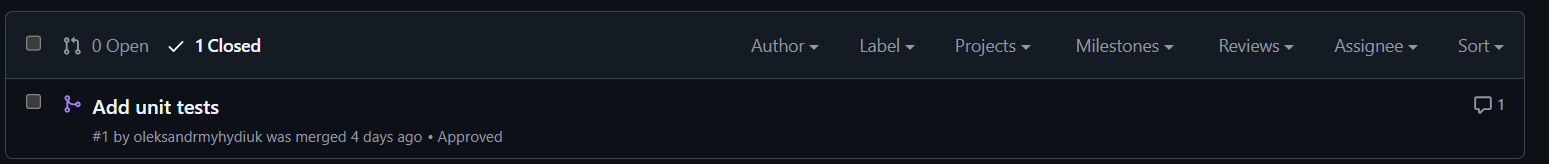 0 Open 1 Closed Author Label Projects Milestones Reviews Assignee Sort
Add unit tests 1
#1 by oleksandrmyhydiuk was merged 4 days ago • Approved